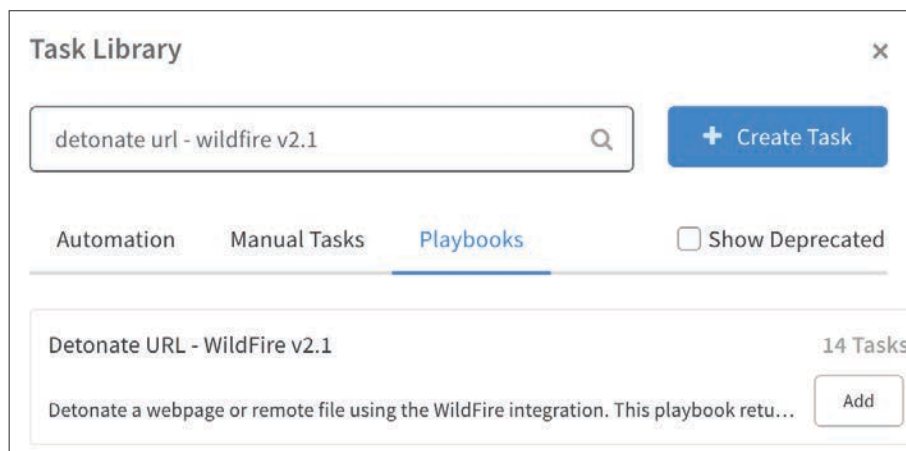 Task Library
×
detonate url - wildfire v2.1
+ Create Task
Automation Manual Tasks Playbooks Show Deprecated
Detonate URL - WildFire v2.1 14 Tasks
Detonate a webpage or remote file using the WildFire integration. This playbook retu... Add